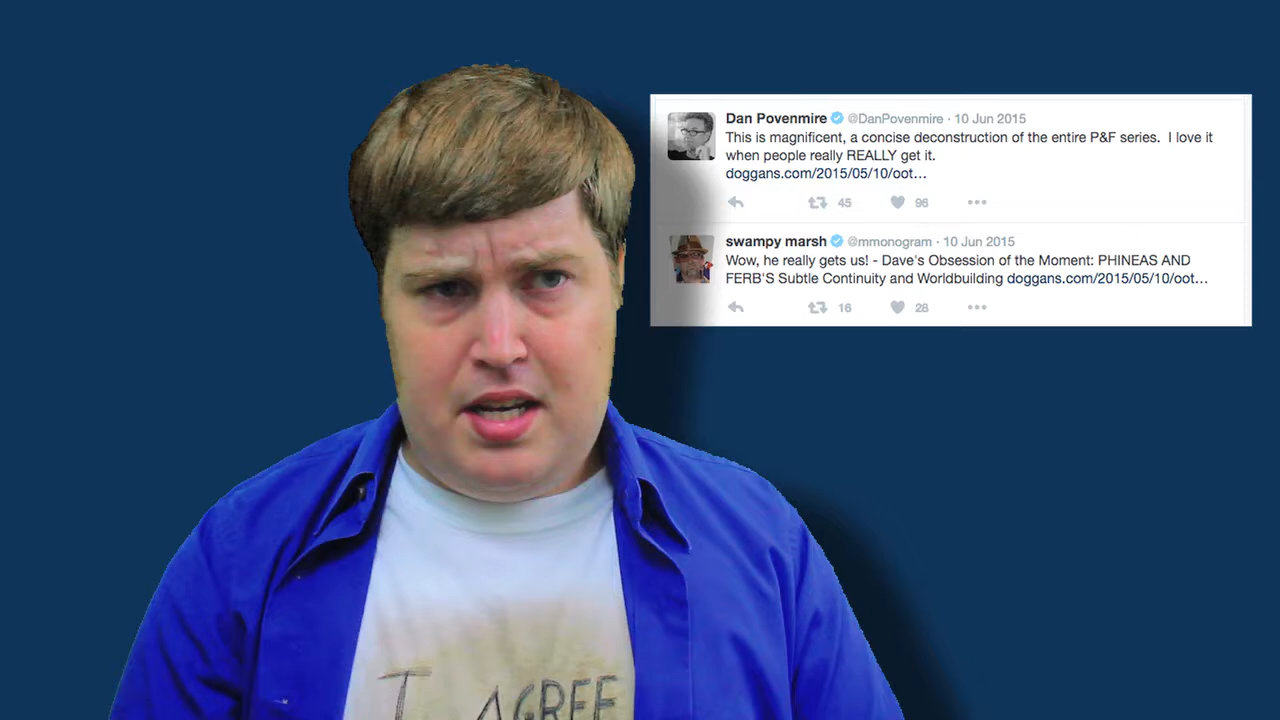 Dan Povenmire @DanPovenmire · 10 Jun 2015
This is magnificent, a concise deconstruction of the entire P&F series. I love it
when people really REALLY get it.
doggans.com/2015/05/10/oot…
45 96
swampy marsh @mmonogram · 10 Jun 2015
Wow, he really gets us! - Dave's Obsession of the Moment: PHINEAS AND
FERB'S Subtle Continuity and Worldbuilding doggans.com/2015/05/10/oot…
16 28
I AGREE